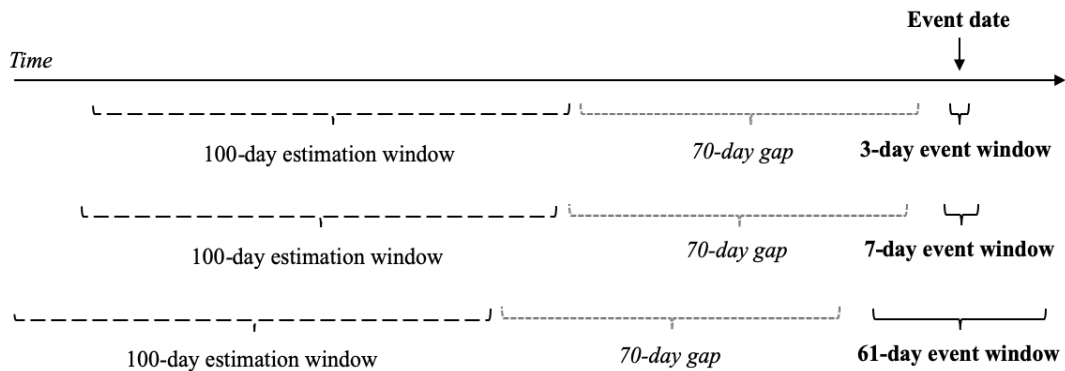 Event date
Time
100-day estimation window 70-day gap 3-day event window
100-day estimation window 70-day gap 7-day event window
100-day estimation window 70-day gap 61-day event window